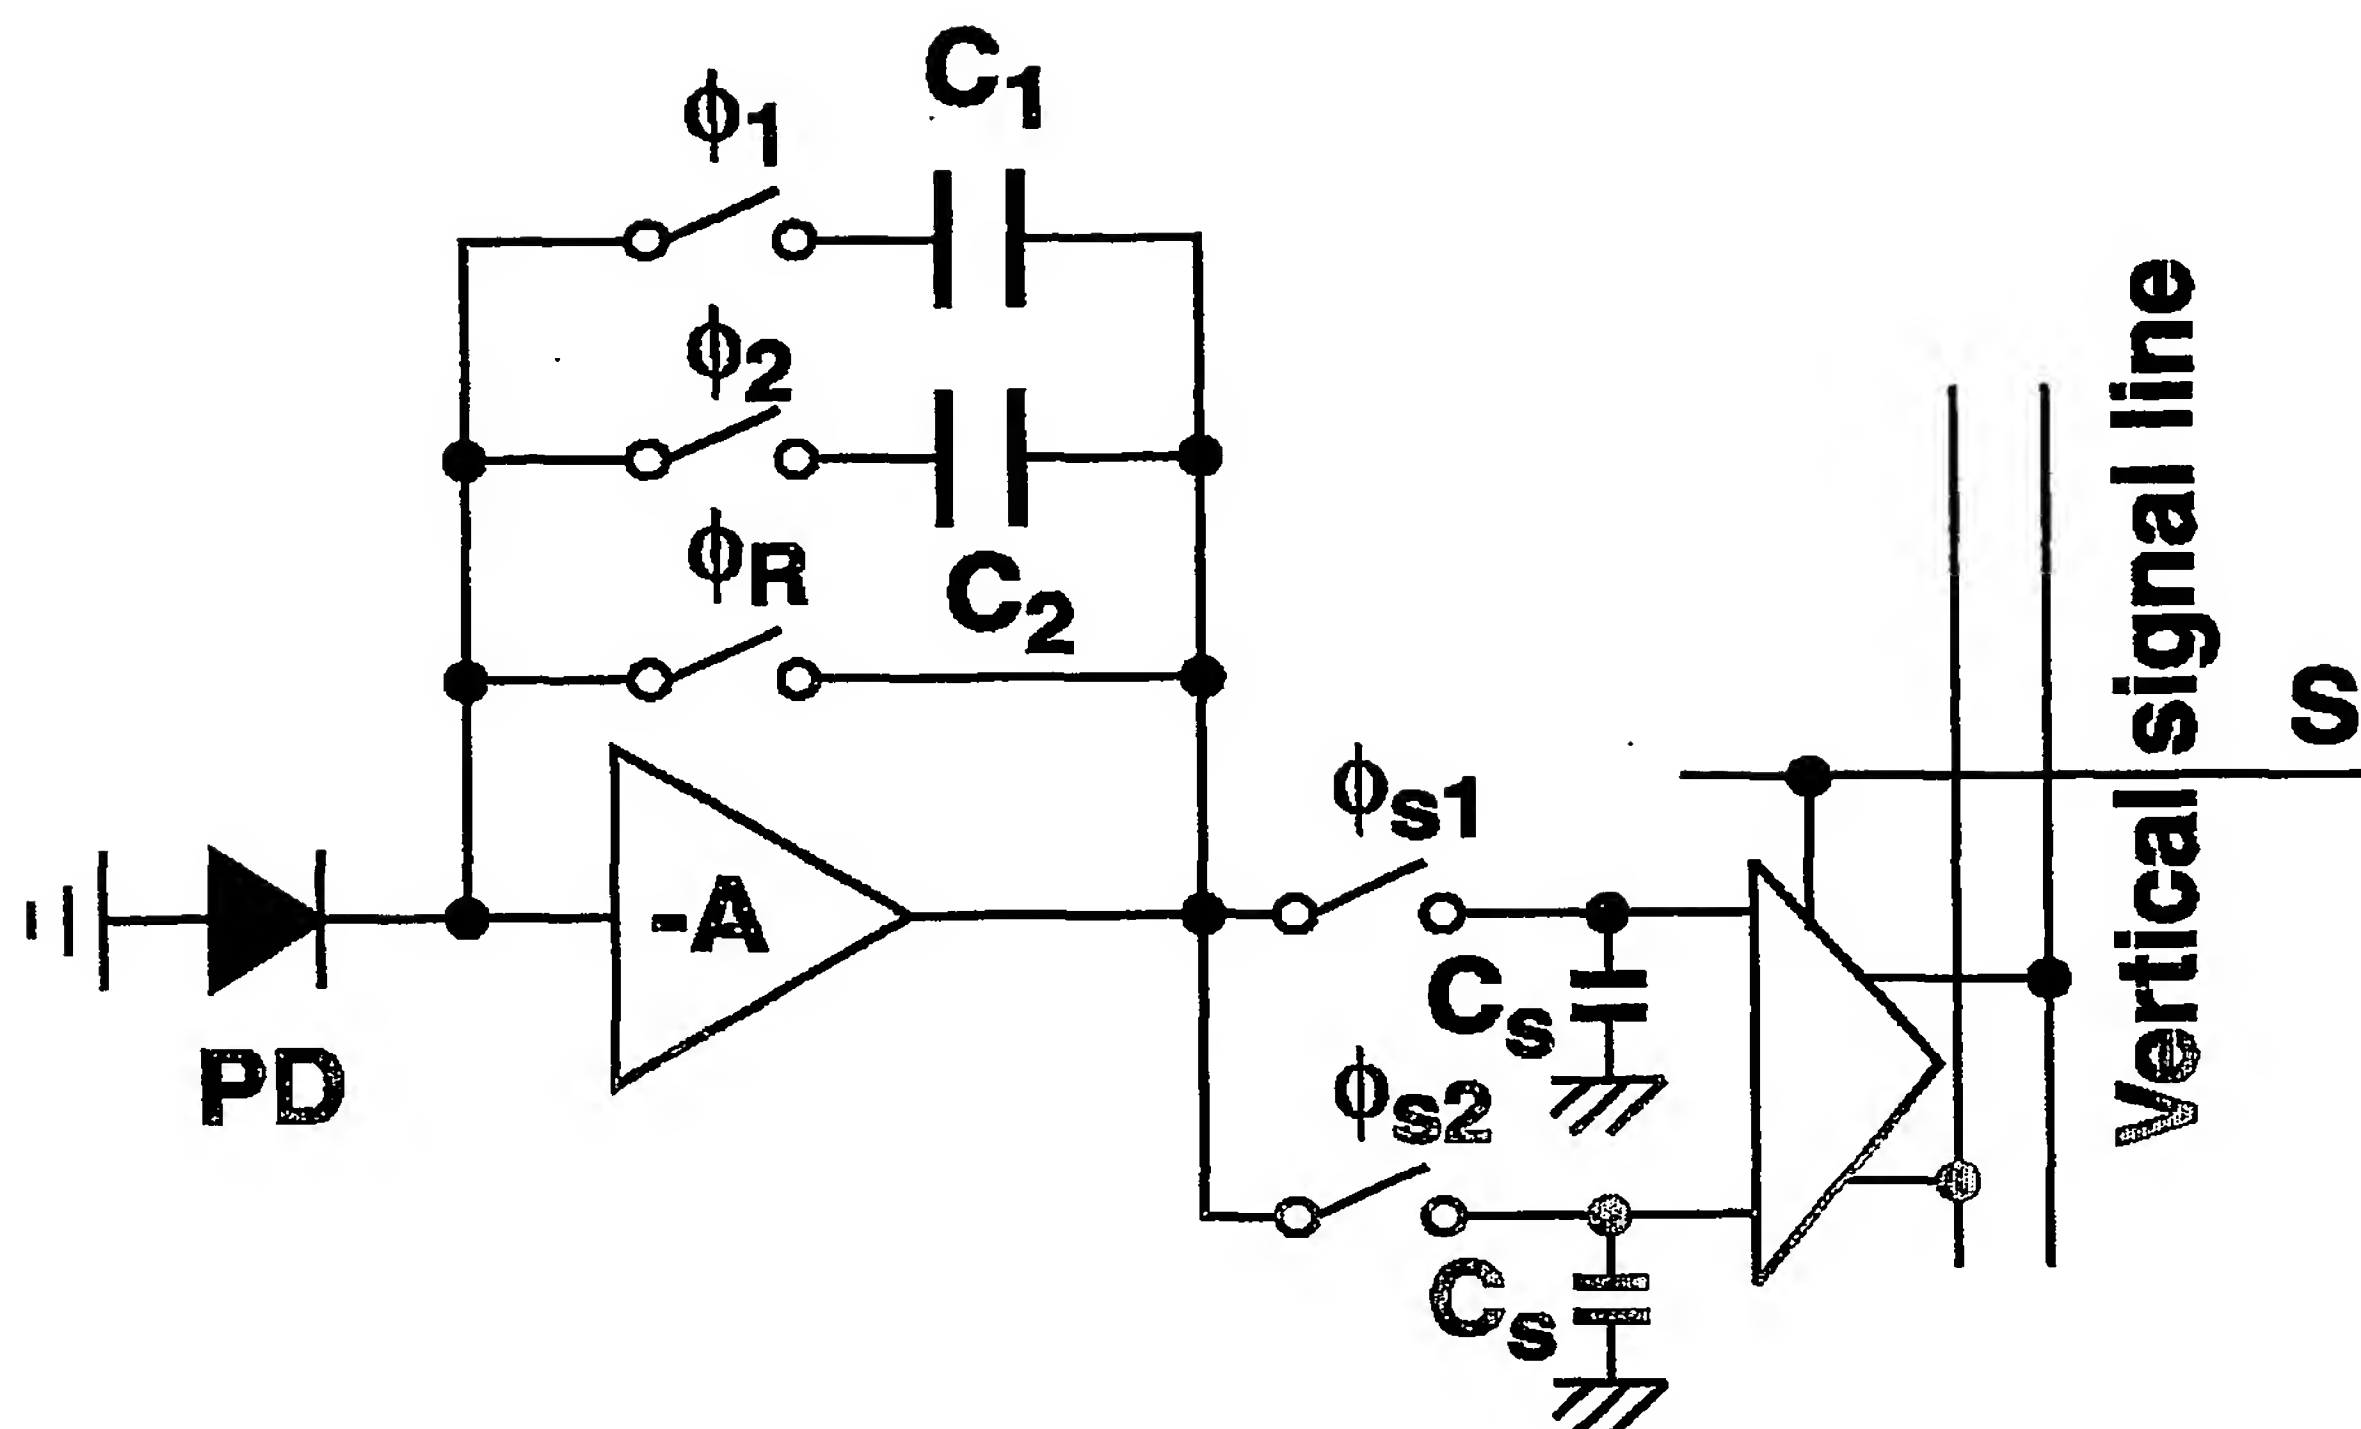 C1
ϕ1
ϕ2
ϕR
C2
-A
PD
ϕs1
Cs
ϕs2
Cs
Vertical signal line
S